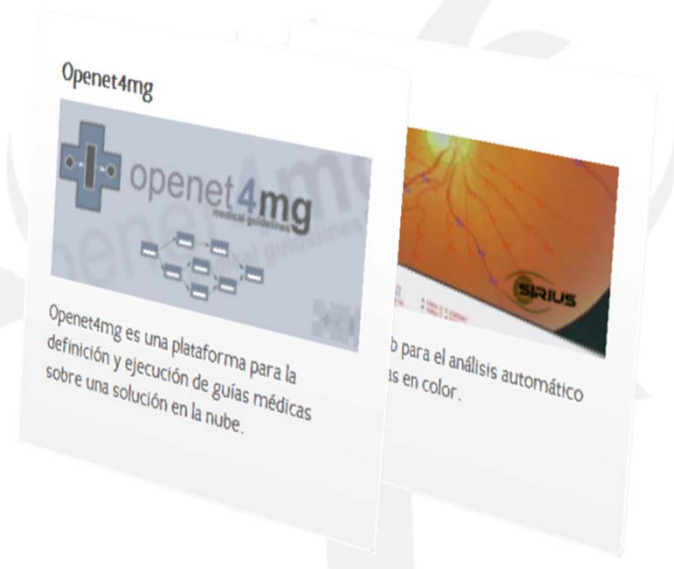 Openet4mg
openet4mg
medical guidelines
Openet4mg es una plataforma para la
definición y ejecución de guías médicas
sobre una solución en la nube.
SIRIUS
b para el análisis automático
as en color.